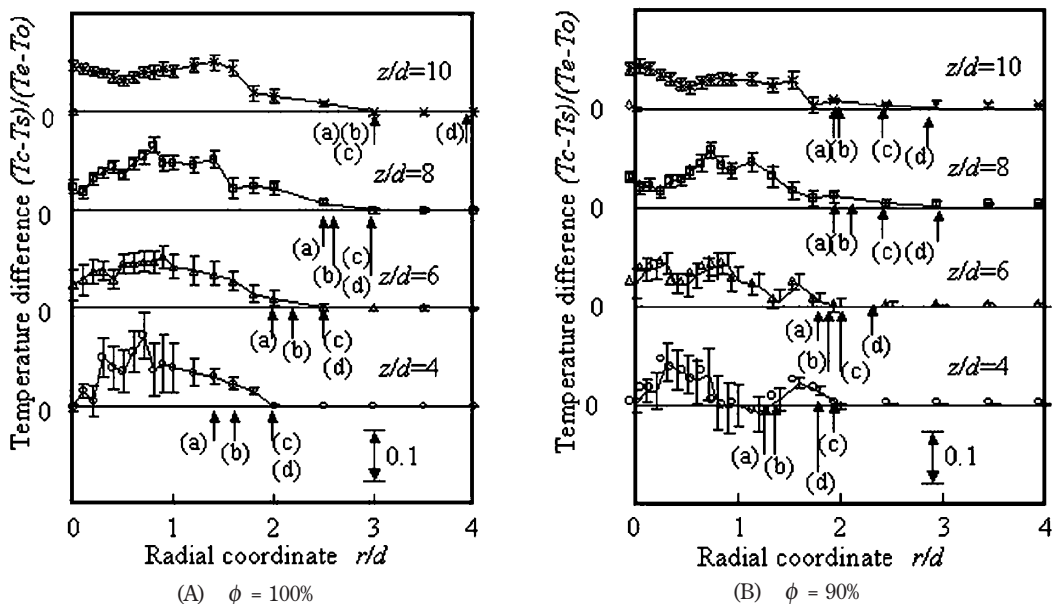 Temperature difference (Tc-Ts)/(Te-To)
z/d=10
0
(a)(b)
(c)
(d)
z/d=8
0
(a)
(b)
(c)
(d)
z/d=6
0
(a)
(b)
(c)
(d)
z/d=4
0
(a)
(b)
(c)
(d)
0.1
0 1 2 3 4
Radial coordinate r/d
(A) ϕ = 100%
Temperature difference (Tc-Ts)/(Te-To)
z/d=10
0
(a)(b)
(c)
(d)
z/d=8
0
(a)(b)
(c)
(d)
z/d=6
0
(a)
(b)
(c)
(d)
z/d=4
0
(a)
(b)
(c)
(d)
0.1
0 1 2 3 4
Radial coordinate r/d
(B) ϕ = 90%